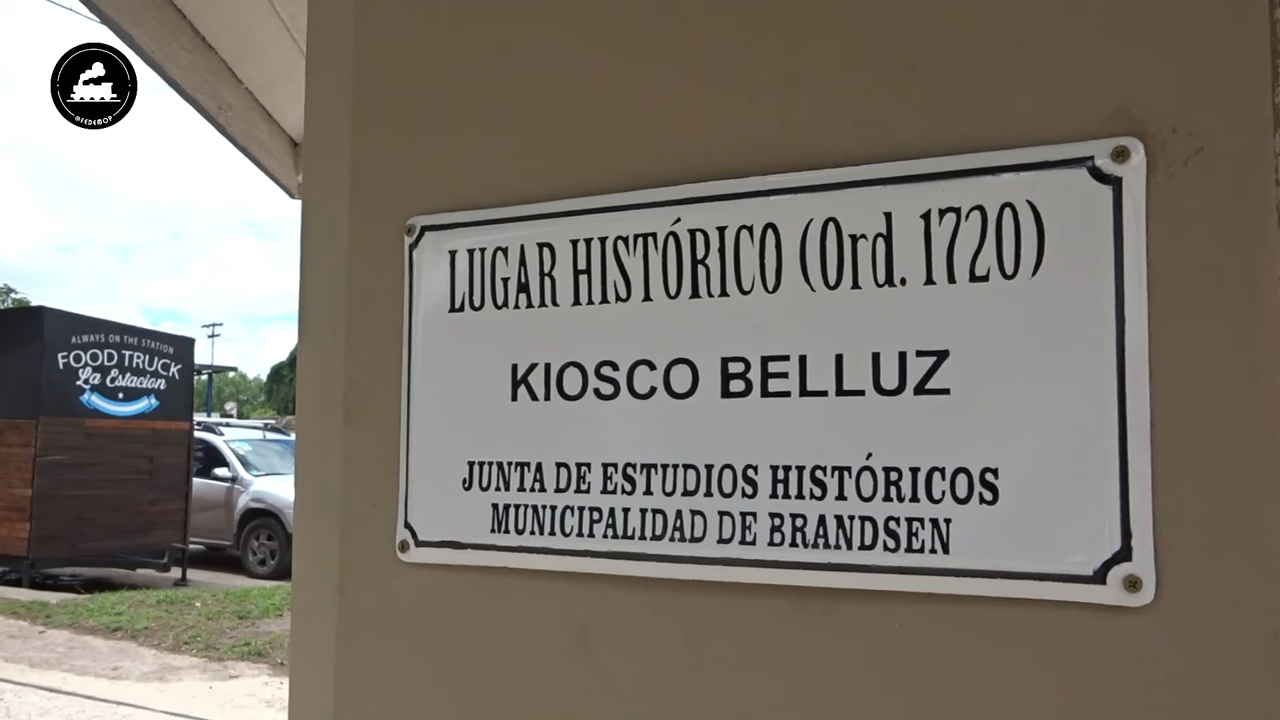 @FEDEMOP
ALWAYS ON THE STATION
FOOD TRUCK
La Estacion
LUGAR HISTÓRICO (Ord. 1720)
KIOSCO BELLUZ
JUNTA DE ESTUDIOS HISTÓRICOS
MUNICIPALIDAD DE BRANDSEN